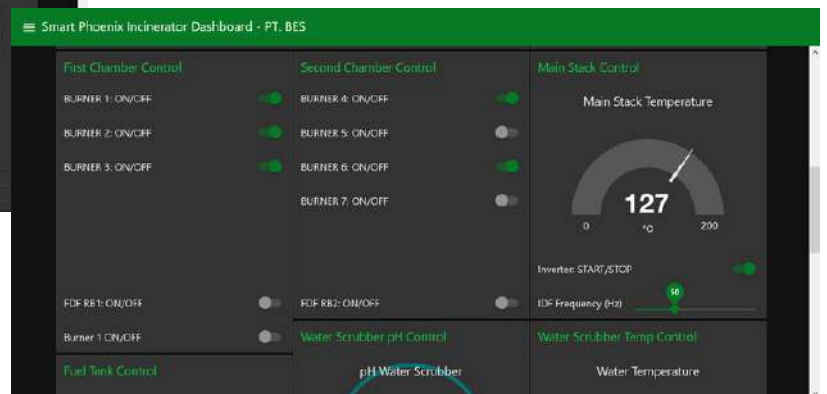 Smart Phoenix Incinerator Dashboard - PT. BES
First Chamber Control
BURNER 1: ON/OFF
BURNER 2: ON/OFF
BURNER 3: ON/OFF
FDF RB1: ON/OFF
Burner 1 ON/OFF
Fuel Tank Control
Second Chamber Control
BURNER 4: ON/OFF
BURNER 5: ON/OFF
BURNER 6: ON/OFF
BURNER 7: ON/OFF
FDF RB2: ON/OFF
Water Scrubber pH Control
pH Water Scrubber
Main Stack Control
Main Stack Temperature
127
0 °C 200
Inverter: START/STOP
50
IDF Frequency (Hz)
Water Scrubber Temp Control
Water Temperature